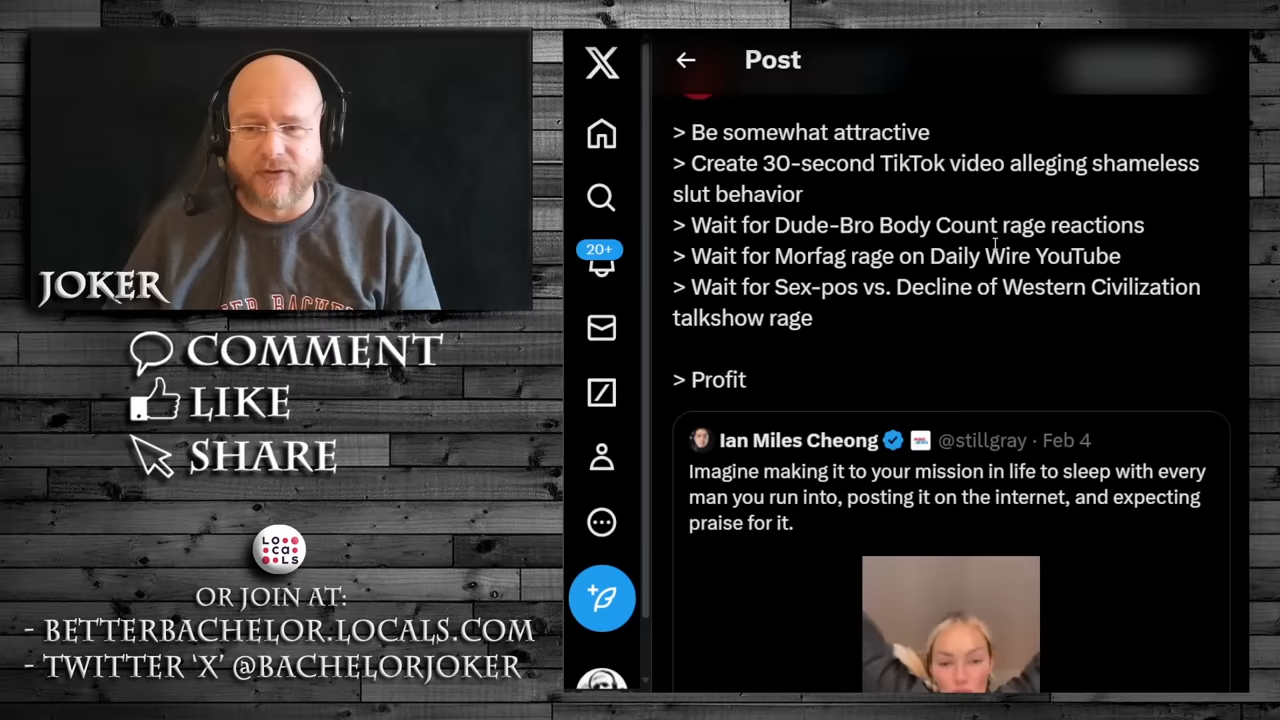 JOKER
COMMENT
LIKE
SHARE
LOCALS
OR JOIN AT:
- BETTERBACHELOR.LOCALS.COM
- TWITTER 'X' @BACHELORJOKER
20+
Post
> Be somewhat attractive
> Create 30-second TikTok video alleging shameless
slut behavior
> Wait for Dude-Bro Body Count rage reactions
> Wait for Morfag rage on Daily Wire YouTube
> Wait for Sex-pos vs. Decline of Western Civilization
talkshow rage
> Profit
Ian Miles Cheong @stillgray · Feb 4
Imagine making it to your mission in life to sleep with every
man you run into, posting it on the internet, and expecting
praise for it.